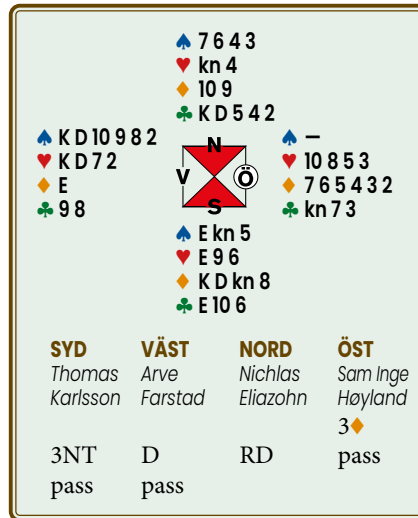 ♠ 7 6 4 3
♥ kn 4
♦ 10 9
♣ K D 5 4 2
♠ K D 10 9 8 2
♥ K D 7 2
♦ E
♣ 9 8
N
V Ö
S
♠ –
♥ 10 8 5 3
♦ 7 6 5 4 3 2
♣ kn 7 3
♠ E kn 5
♥ E 9 6
♦ K D kn 8
♣ E 10 6
SYD VÄST NORD ÖST
Thomas Arve Nichlas Sam Inge
Karlsson Farstad Eliazohn Høyland
3♦
3NT D RD pass
pass pass